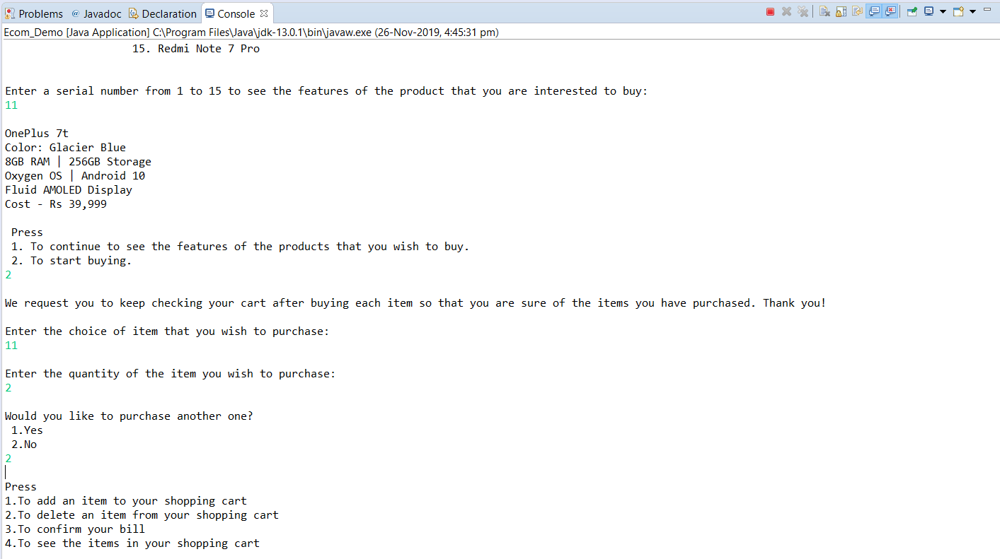 Problems @ Javadoc Declaration Console
Ecom_Demo [Java Application] C:\Program Files\Java\jdk-13.0.1\bin\javaw.exe (26-Nov-2019, 4:45:31 pm)
15. Redmi Note 7 Pro
Enter a serial number from 1 to 15 to see the features of the product that you are interested to buy:
11
OnePlus 7t
Color: Glacier Blue
8GB RAM | 256GB Storage
Oxygen OS | Android 10
Fluid AMOLED Display
Cost - Rs 39,999
Press
1. To continue to see the features of the products that you wish to buy.
2. To start buying.
2
We request you to keep checking your cart after buying each item so that you are sure of the items you have purchased. Thank you!
Enter the choice of item that you wish to purchase:
11
Enter the quantity of the item you wish to purchase:
2
Would you like to purchase another one?
1.Yes
2.No
2
Press
1.To add an item to your shopping cart
2.To delete an item from your shopping cart
3.To confirm your bill
4.To see the items in your shopping cart